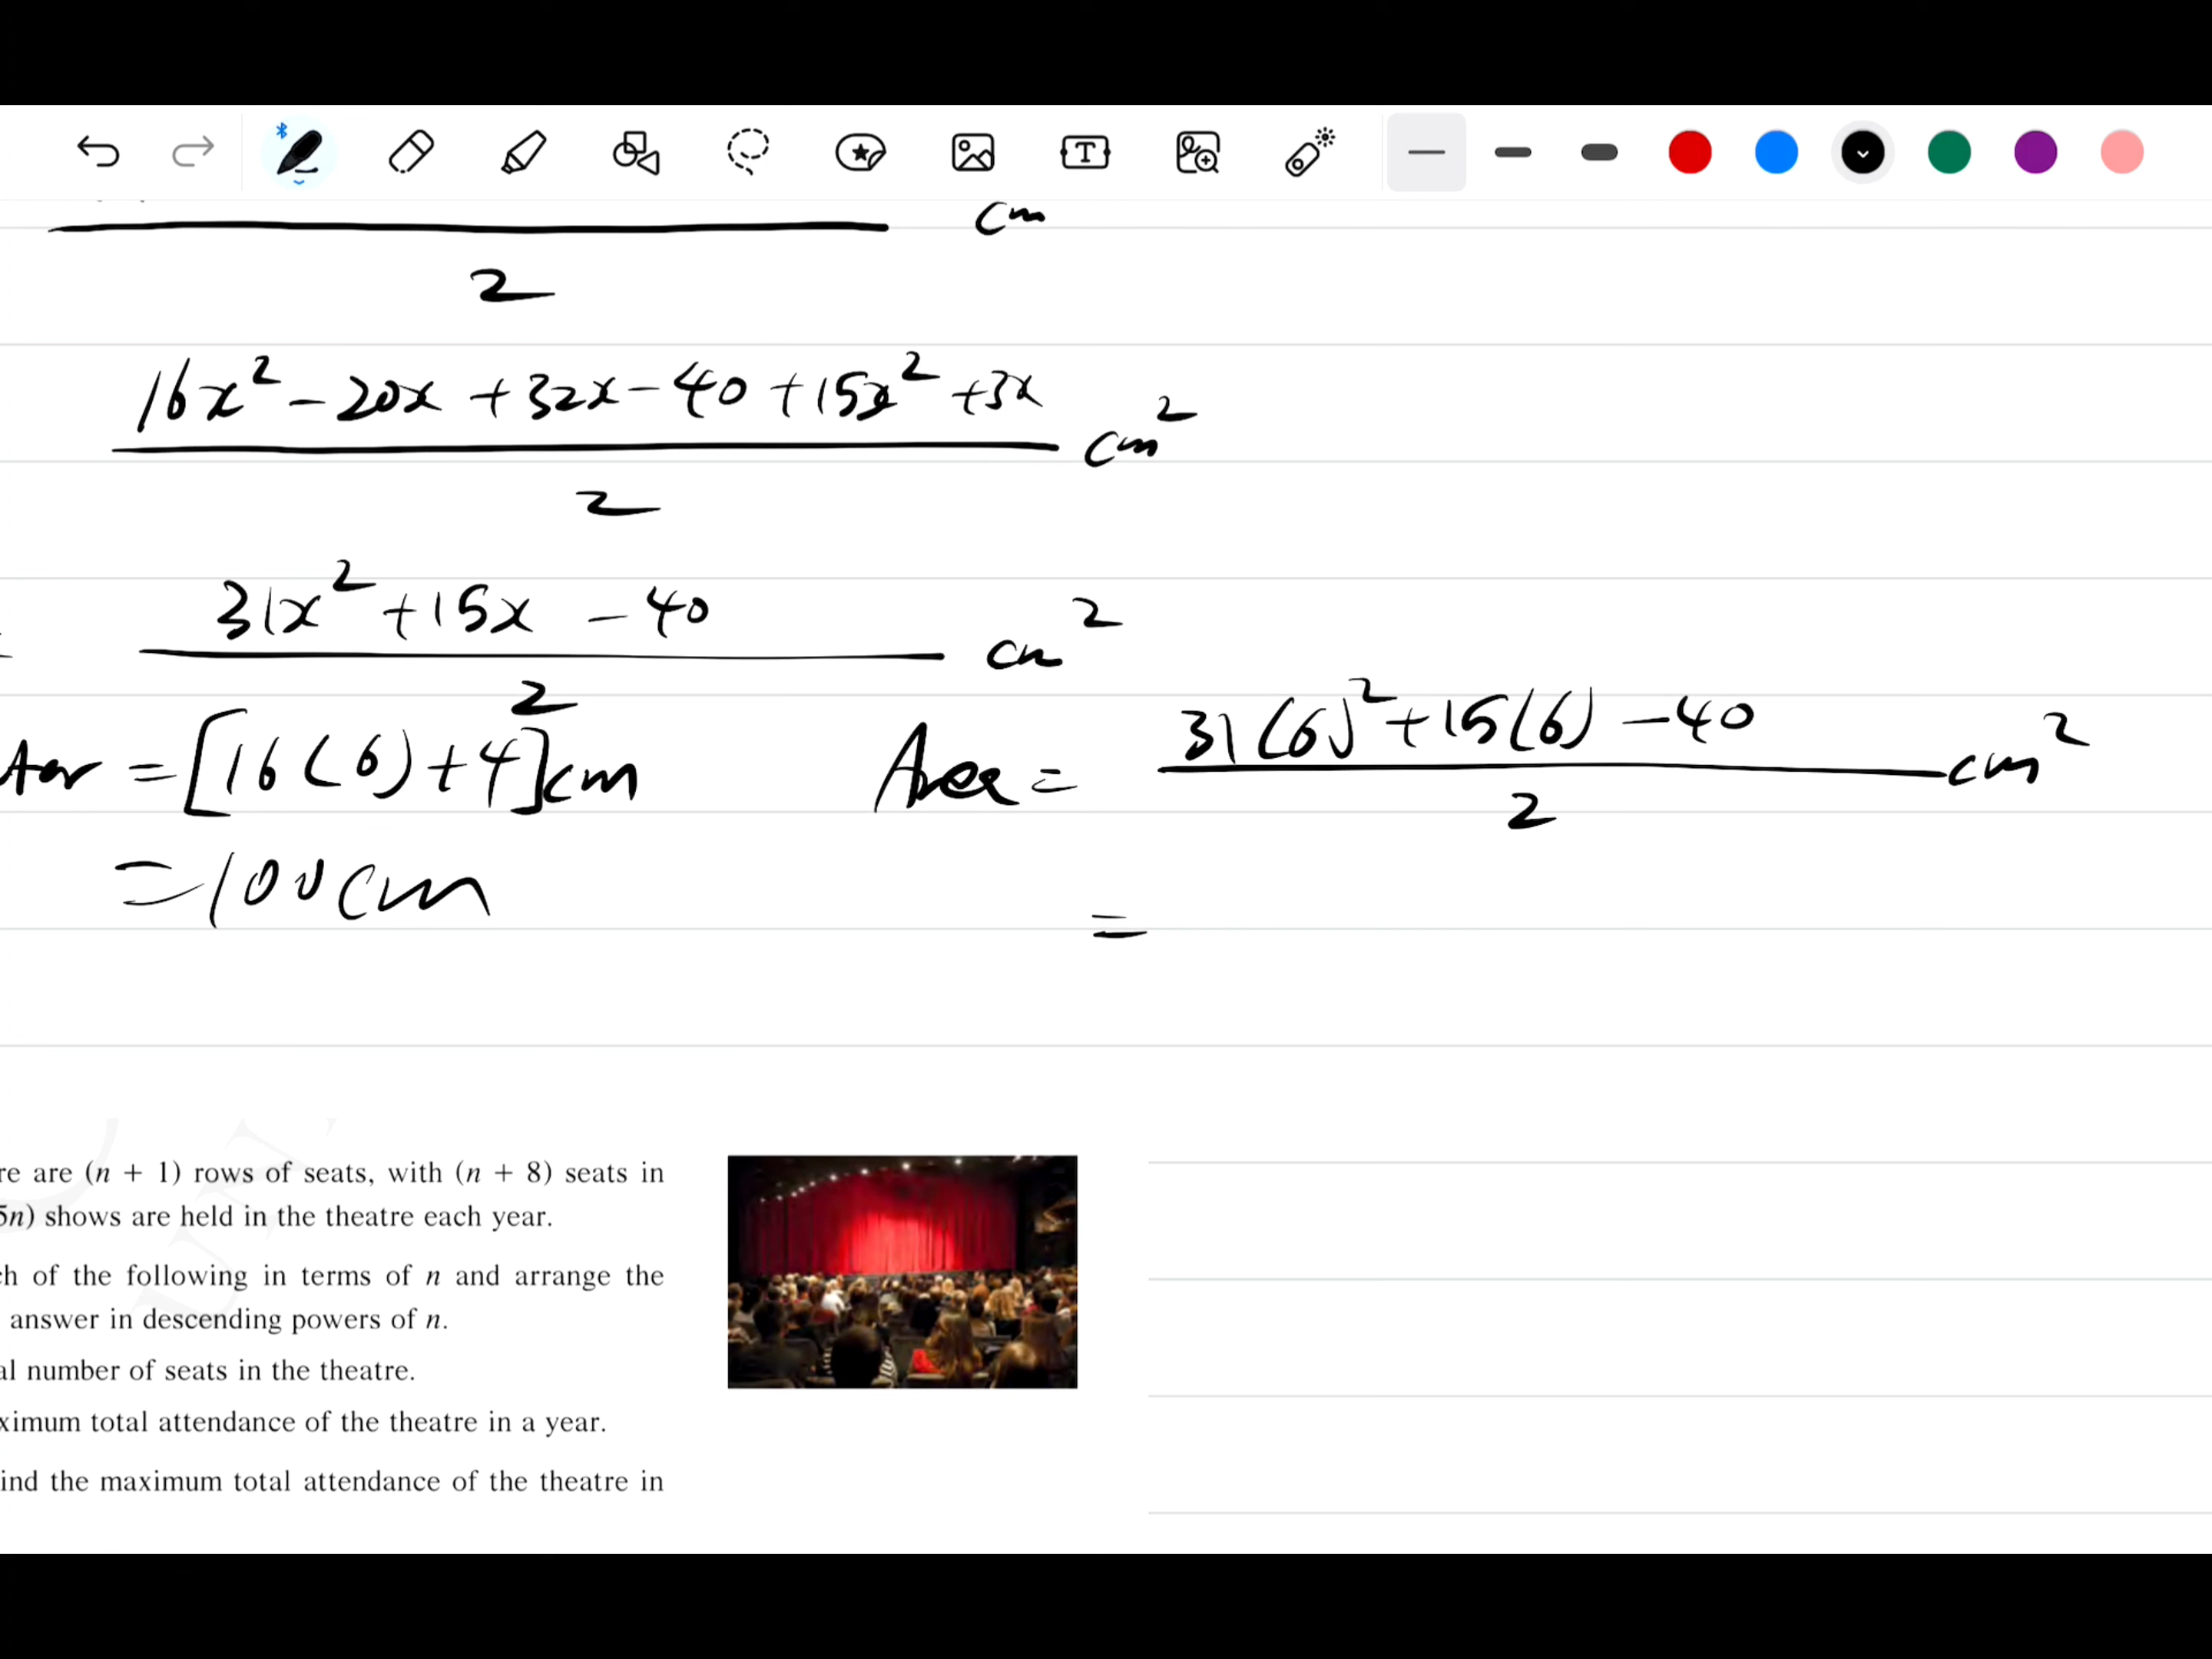 cm
2
16x² - 20x + 32x - 40 + 15x² + 3x
cm²
2
31x² + 15x - 40
cm²
2
= [16(6) + 4] cm
= 100 cm
Area = 31(6)² + 15(6) - 40
cm²
2
=
re are (n + 1) rows of seats, with (n + 8) seats in
5n) shows are held in the theatre each year.
ch of the following in terms of n and arrange the
answer in descending powers of n.
al number of seats in the theatre.
ximum total attendance of the theatre in a year.
ind the maximum total attendance of the theatre in